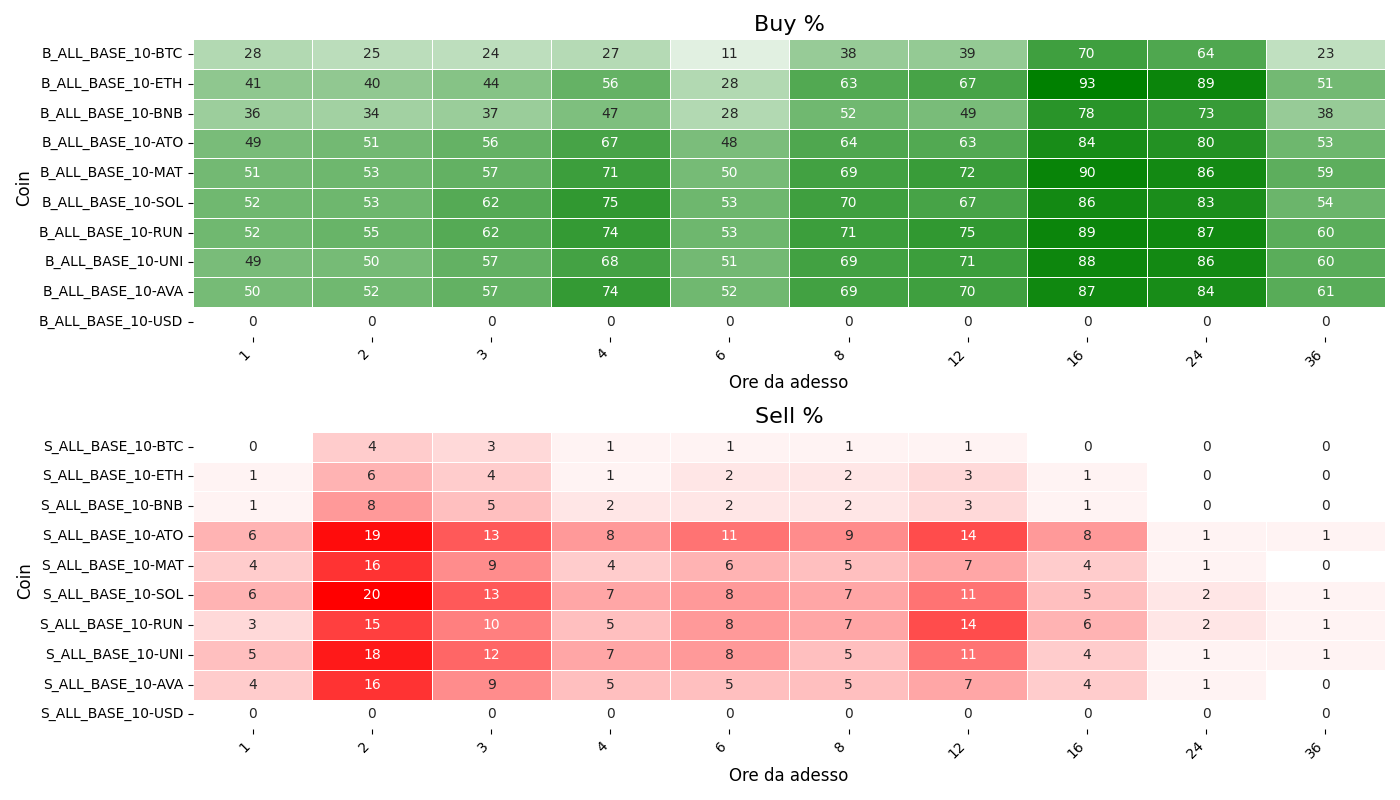 Buy %
Coin
B_ALL_BASE_10-BTC 28 25 24 27 11 38 39 70 64 23
B_ALL_BASE_10-ETH 41 40 44 56 28 63 67 93 89 51
B_ALL_BASE_10-BNB 36 34 37 47 28 52 49 78 73 38
B_ALL_BASE_10-ATO 49 51 56 67 48 64 63 84 80 53
B_ALL_BASE_10-MAT 51 53 57 71 50 69 72 90 86 59
B_ALL_BASE_10-SOL 52 53 62 75 53 70 67 86 83 54
B_ALL_BASE_10-RUN 52 55 62 74 53 71 75 89 87 60
B_ALL_BASE_10-UNI 49 50 57 68 51 69 71 88 86 60
B_ALL_BASE_10-AVA 50 52 57 74 52 69 70 87 84 61
B_ALL_BASE_10-USD 0 0 0 0 0 0 0 0 0 0
1 2 3 4 6 8 12 16 24 36
Ore da adesso
Sell %
Coin
S_ALL_BASE_10-BTC 0 4 3 1 1 1 1 0 0 0
S_ALL_BASE_10-ETH 1 6 4 1 2 2 3 1 0 0
S_ALL_BASE_10-BNB 1 8 5 2 2 2 3 1 0 0
S_ALL_BASE_10-ATO 6 19 13 8 11 9 14 8 1 1
S_ALL_BASE_10-MAT 4 16 9 4 6 5 7 4 1 0
S_ALL_BASE_10-SOL 6 20 13 7 8 7 11 5 2 1
S_ALL_BASE_10-RUN 3 15 10 5 8 7 14 6 2 1
S_ALL_BASE_10-UNI 5 18 12 7 8 5 11 4 1 1
S_ALL_BASE_10-AVA 4 16 9 5 5 5 7 4 1 0
S_ALL_BASE_10-USD 0 0 0 0 0 0 0 0 0 0
1 2 3 4 6 8 12 16 24 36
Ore da adesso